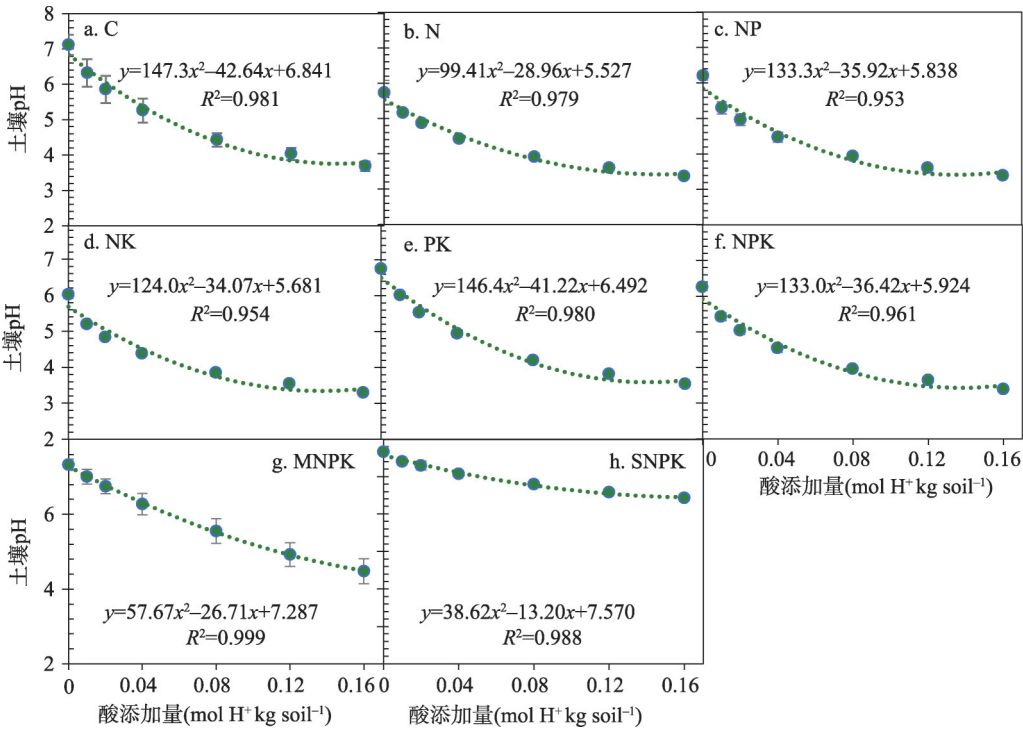 8
7
6
5
4
3
2
土壤pH
a. C
y=147.3x²–42.64x+6.841
R²=0.981
b. N
y=99.41x²–28.96x+5.527
R²=0.979
c. NP
y=133.3x²–35.92x+5.838
R²=0.953
7
6
5
4
3
2
土壤pH
d. NK
y=124.0x²–34.07x+5.681
R²=0.954
e. PK
y=146.4x²–41.22x+6.492
R²=0.980
f. NPK
y=133.0x²–36.42x+5.924
R²=0.961
0 0.04 0.08 0.12 0.16
酸添加量(mol H⁺ kg soil⁻¹)
6
4
2
土壤pH
g. MNPK
y=57.67x²–26.71x+7.287
R²=0.999
h. SNPK
y=38.62x²–13.20x+7.570
R²=0.988
0 0.04 0.08 0.12 0.16
0 0.04 0.08 0.12 0.16
酸添加量(mol H⁺ kg soil⁻¹)
酸添加量(mol H⁺ kg soil⁻¹)